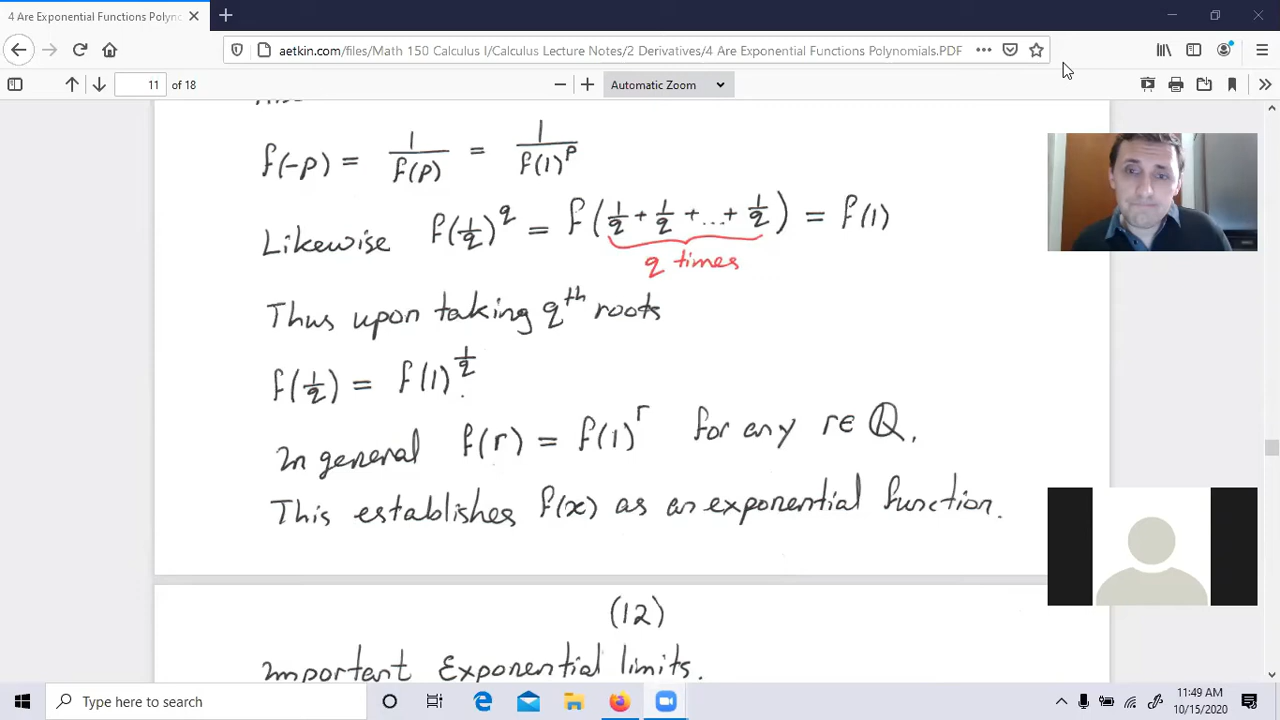 4 Are Exponential Functions Polync
aetkin.com/files/Math 150 Calculus I/Calculus Lecture Notes/2 Derivatives/4 Are Exponential Functions Polynomials.PDF
11 of 18
Automatic Zoom
f(-p) = 1/f(p) = 1/f(1)^p
Likewise f(1/q)^q = f(1/q + 1/q + ... + 1/q) = f(1)
q times
Thus upon taking q^th roots
f(1/q) = f(1)^1/q
In general f(r) = f(1)^r for any r∈ℚ.
This establishes f(x) as an exponential function.
(12)
Important Exponential limits.
Type here to search
11:49 AM
10/15/2020